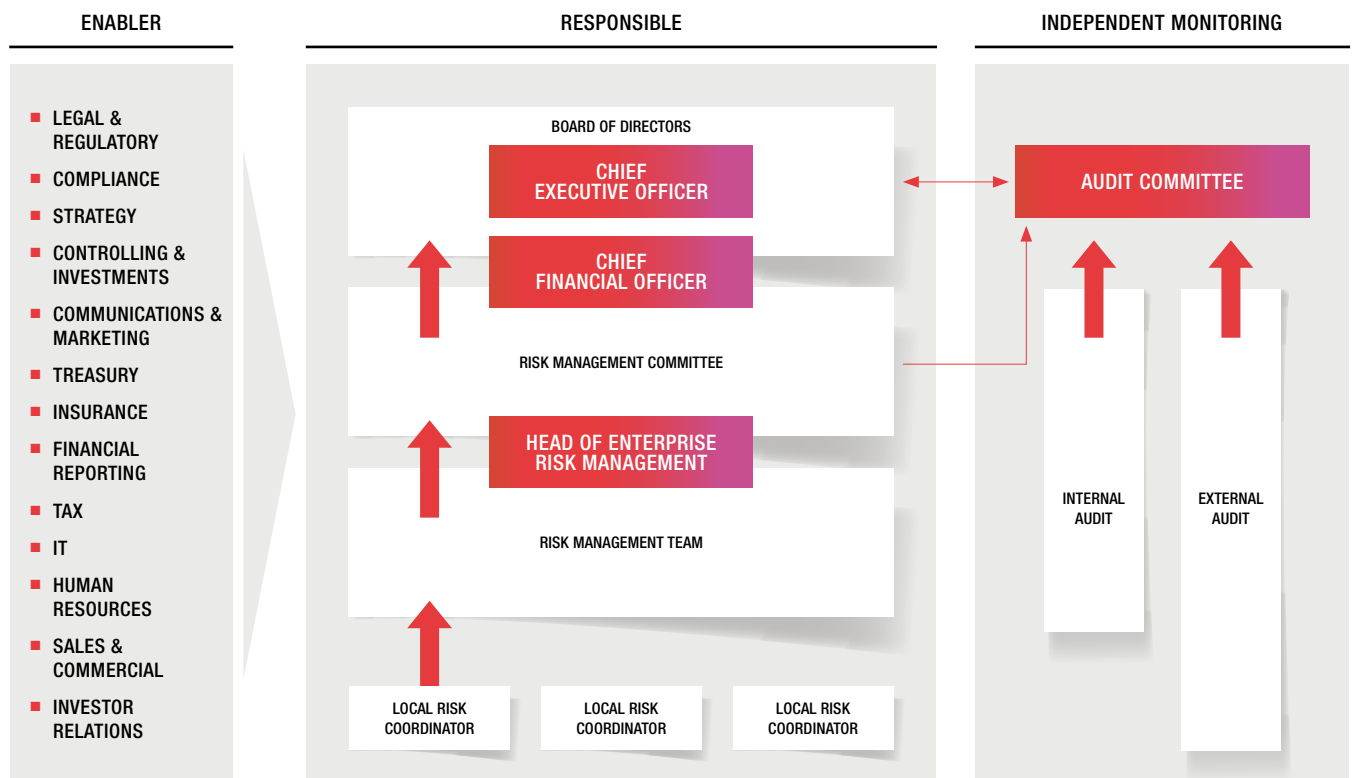 ENABLER
LEGAL &
REGULATORY
COMPLIANCE
STRATEGY
CONTROLLING &
INVESTMENTS
COMMUNICATIONS &
MARKETING
TREASURY
INSURANCE
FINANCIAL
REPORTING
TAX
IT
HUMAN
RESOURCES
SALES &
COMMERCIAL
INVESTOR
RELATIONS
RESPONSIBLE
BOARD OF DIRECTORS
CHIEF
EXECUTIVE OFFICER
CHIEF
FINANCIAL OFFICER
RISK MANAGEMENT COMMITTEE
HEAD OF ENTERPRISE
RISK MANAGEMENT
RISK MANAGEMENT TEAM
LOCAL RISK
COORDINATOR
LOCAL RISK
COORDINATOR
LOCAL RISK
COORDINATOR
INDEPENDENT MONITORING
AUDIT COMMITTEE
INTERNAL
AUDIT
EXTERNAL
AUDIT